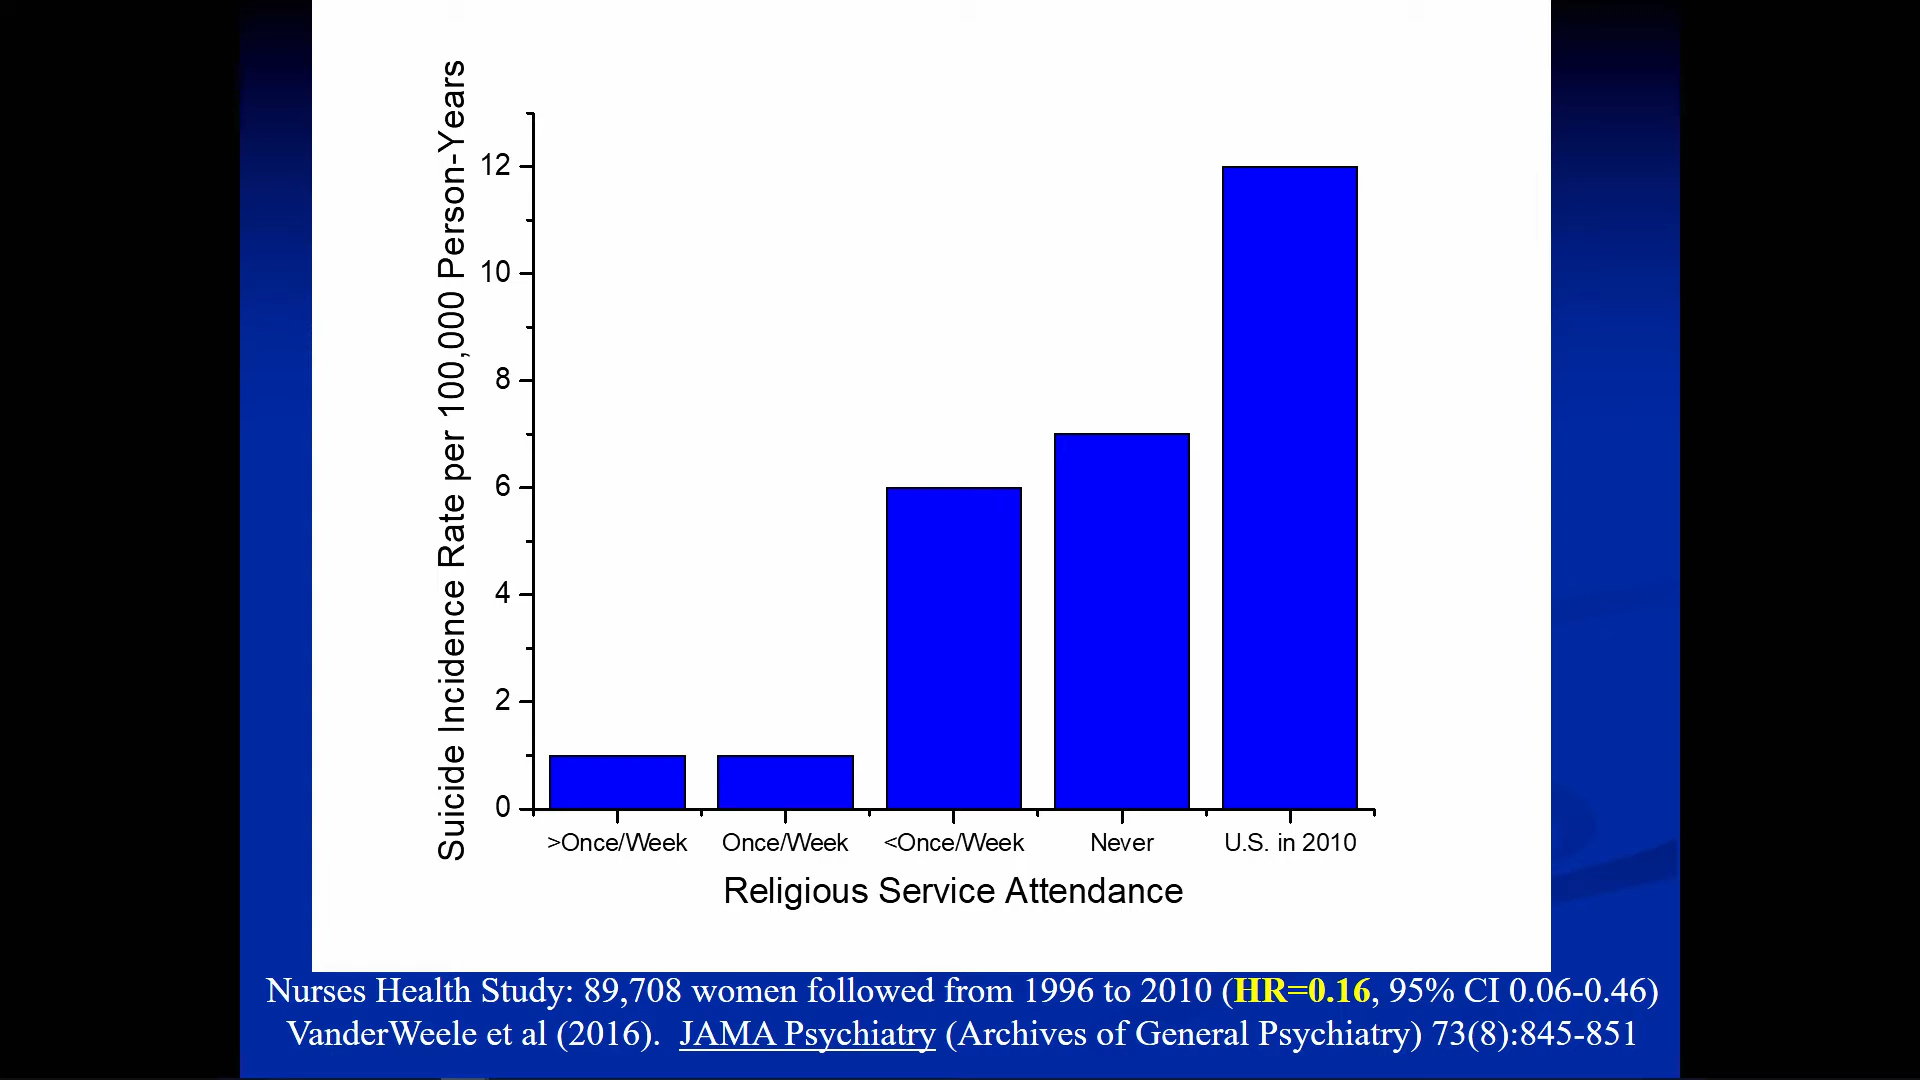 Suicide Incidence Rate per 100,000 Person-Years
12
10
8
6
4
2
0
>Once/Week Once/Week <Once/Week Never U.S. in 2010
Religious Service Attendance
Nurses Health Study: 89,708 women followed from 1996 to 2010 (HR=0.16, 95% CI 0.06-0.46)
VanderWeele et al (2016). JAMA Psychiatry (Archives of General Psychiatry) 73(8):845-851